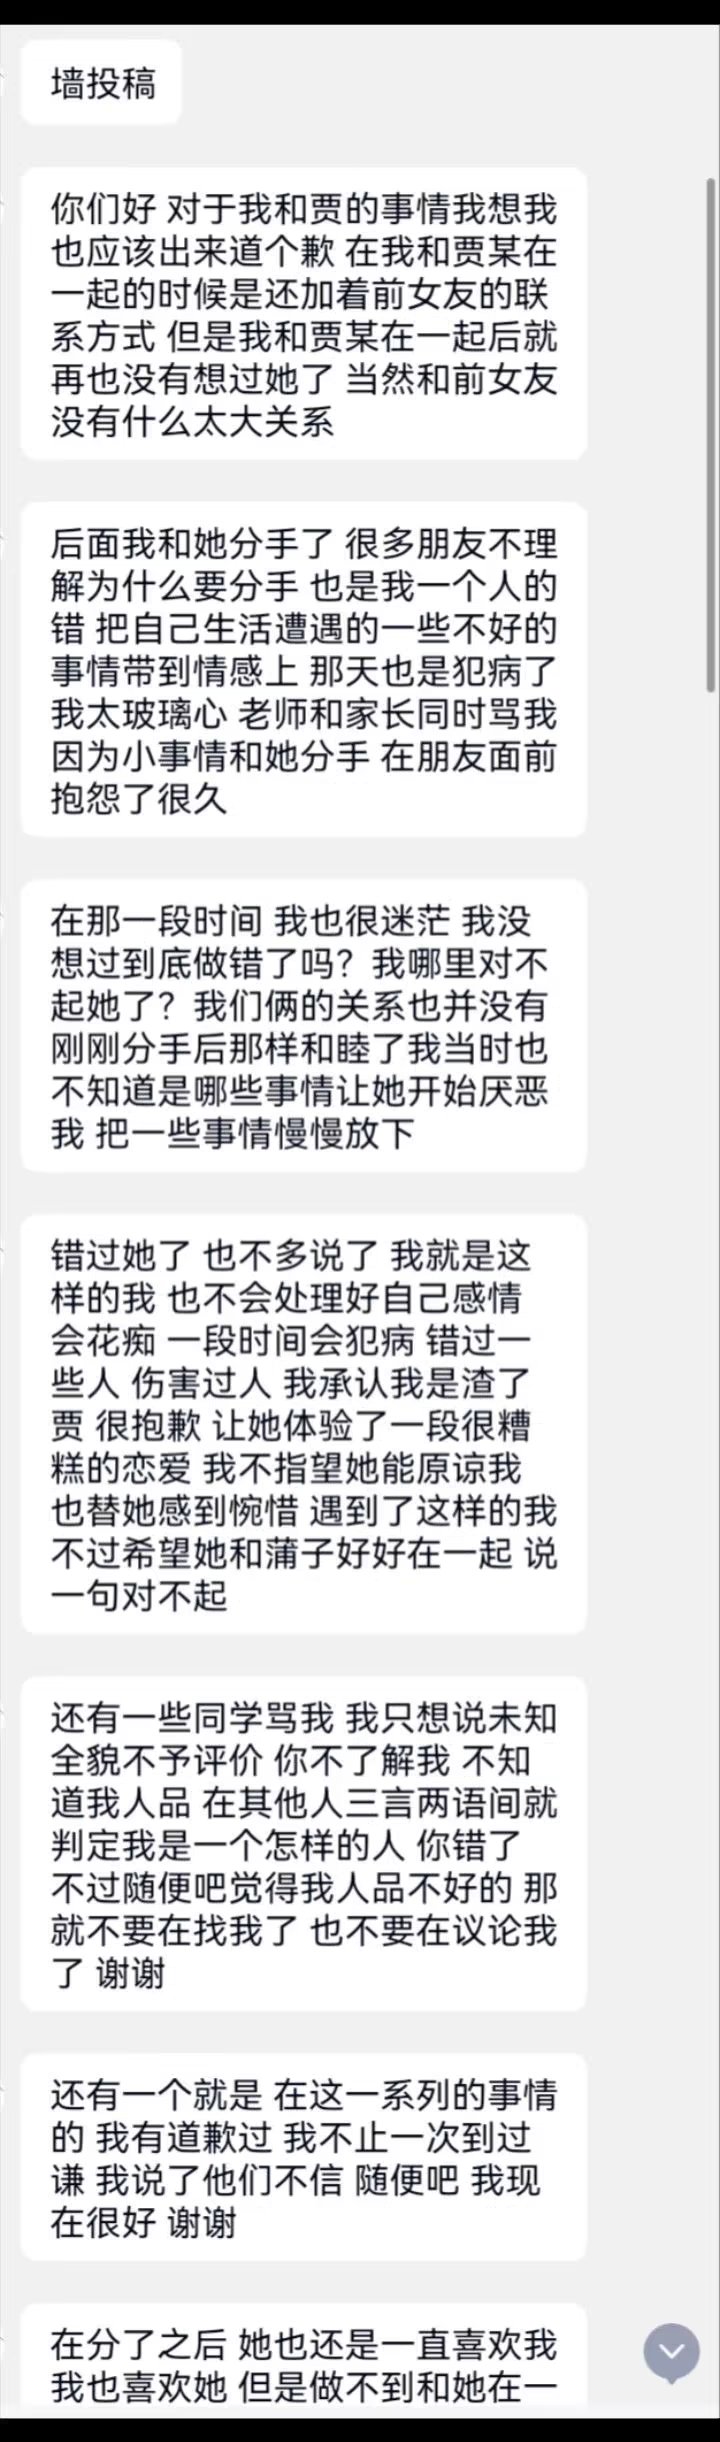 墙投稿
你们好 对于我和贾的事情我想我
也应该出来道个歉 在我和贾某在
一起的时候是还加着前女友的联
系方式 但是我和贾某在一起后就
再也没有想过她了 当然和前女友
没有什么太大关系
后面我和她分手了 很多朋友不理
解为什么要分手 也是我一个人的
错 把自己生活遭遇的一些不好的
事情带到情感上 那天也是犯病了
我太玻璃心 老师和家长同时骂我
因为小事情和她分手 在朋友面前
抱怨了很久
在那一段时间 我也很迷茫 我没
想过到底做错了吗？我哪里对不
起她了？我们俩的关系也并没有
刚刚分手后那样和睦了我当时也
不知道是哪些事情让她开始厌恶
我 把一些事情慢慢放下
错过她了 也不多说了 我就是这
样的我 也不会处理好自己感情
会花痴 一段时间会犯病 错过一
些人 伤害过人 我承认我是渣了
贾 很抱歉 让她体验了一段很糟
糕的恋爱 我不指望她能原谅我
也替她感到惋惜 遇到了这样的我
不过希望她和蒲子好好在一起 说
一句对不起
还有一些同学骂我 我只想说未知
全貌不予评价 你不了解我 不知
道我人品 在其他人三言两语间就
判定我是一个怎样的人 你错了
不过随便吧觉得我人品不好的 那
就不要在找我了 也不要在议论我
了 谢谢
还有一个就是 在这一系列的事情
的 我有道歉过 我不止一次到过
谦 我说了他们不信 随便吧 我现
在很好 谢谢
在分了之后 她也还是一直喜欢我
我也喜欢她 但是做不到和她在一